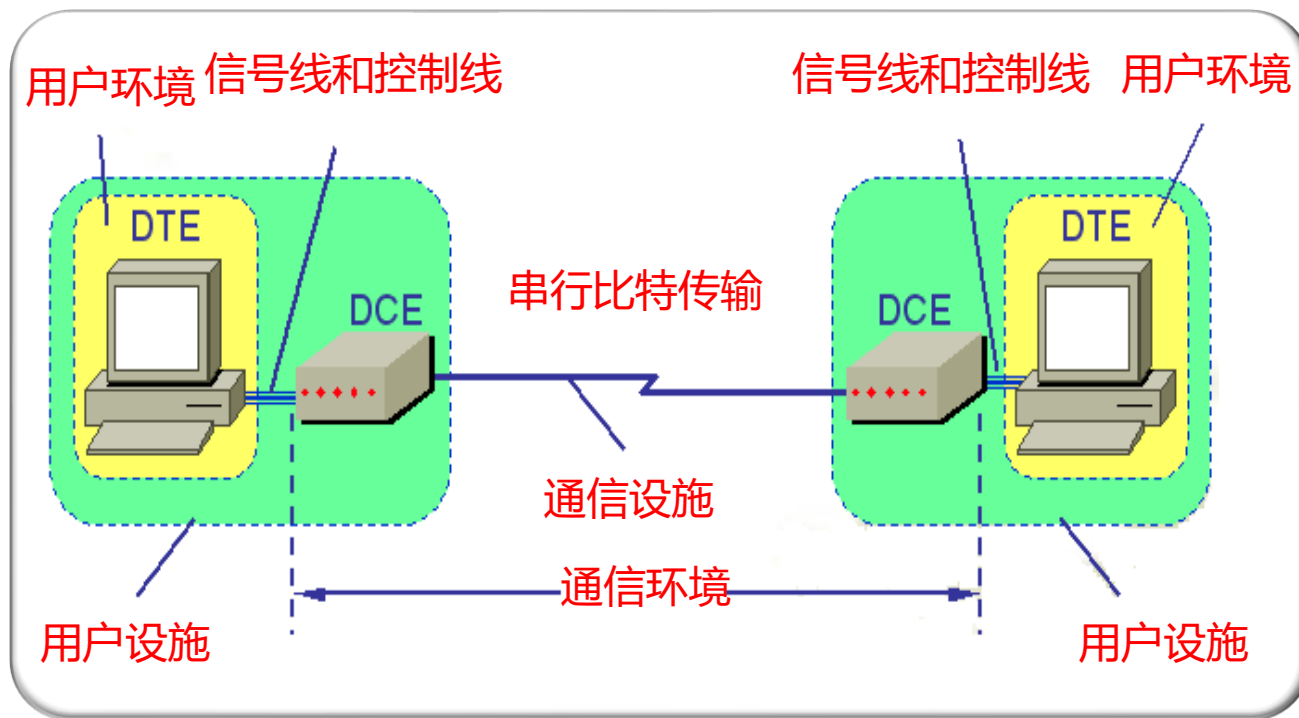 用户环境 信号线和控制线 信号线和控制线 用户环境
DTE DTE
串行比特传输
DCE DCE
通信设施
通信环境
用户设施 用户设施